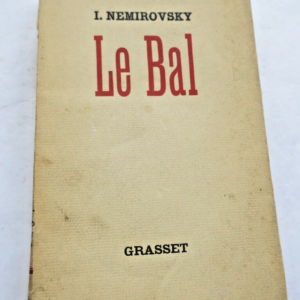 I. NEMIROVSKY
Le Bal
GRASSET